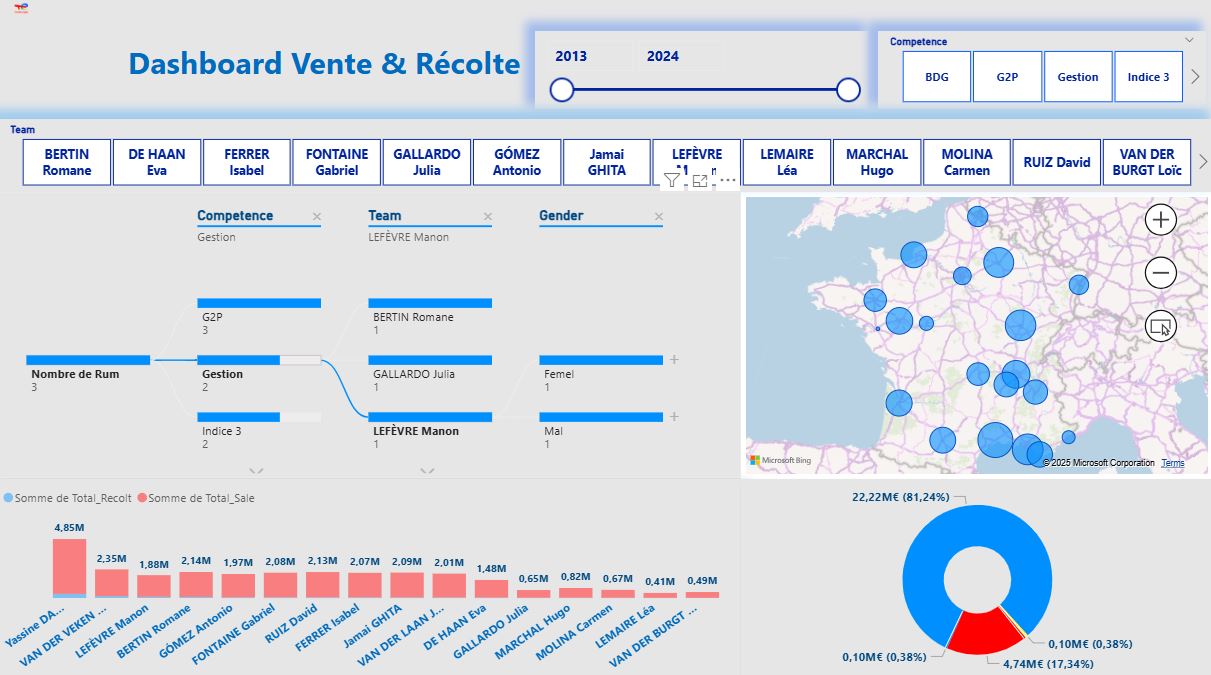 Dashboard Vente & Récolte
2013
2024
Competence
BDG
G2P
Gestion
Indice 3
Team
BERTIN
Romane
DE HAAN
Eva
FERRER
Isabel
FONTAINE
Gabriel
GALLARDO
Julia
GÓMEZ
Antonio
Jamai
GHITA
LEFÈVRE
LEMAIRE
Léa
MARCHAL
Hugo
MOLINA
Carmen
RUIZ David
VAN DER
BURGT Loïc
Competence
Gestion
Team
LEFÈVRE Manon
Gender
Nombre de Rum
3
G2P
3
Gestion
2
Indice 3
2
BERTIN Romane
1
GALLARDO Julia
1
LEFÈVRE Manon
1
Femel
1
Mal
1
Microsoft Bing
© 2025 Microsoft Corporation Terms
Somme de Total_Recolt
Somme de Total_Sale
4,85M
2,35M
1,88M
2,14M
1,97M
2,08M
2,13M
2,07M
2,09M
2,01M
1,48M
0,65M
0,82M
0,67M
0,41M
0,49M
Yassine DA...
VAN DER VEKEN ...
LEFÈVRE Manon
BERTIN Romane
GÓMEZ Antonio
FONTAINE Gabriel
RUIZ David
FERRER Isabel
Jamai GHITA
VAN DER LAAN J...
DE HAAN Eva
GALLARDO Julia
MARCHAL Hugo
MOLINA Carmen
LEMAIRE Léa
VAN DER BURGT ...
22,22M€ (81,24%)
0,10M€ (0,38%)
0,10M€ (0,38%)
4,74M€ (17,34%)